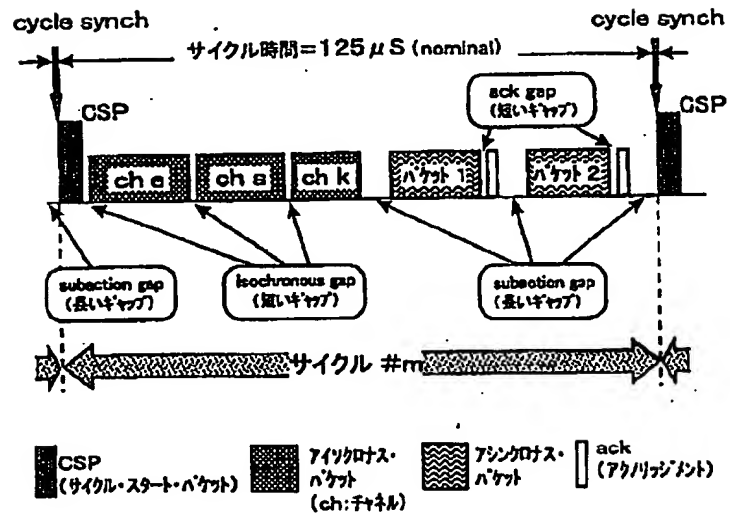 cycle synch
cycle synch
サイクル時間=125μS (nominal)
CSP
ack gap
(短いギャップ)
CSP
ch e
ch s
ch k
パケット 1
パケット 2
subaction gap
(長いギャップ)
isochronous gap
(短いギャップ)
subaction gap
(長いギャップ)
サイクル #m
CSP
(サイクル・スタート・パケット)
アイソクロナス・
パケット
(ch:チャネル)
アシンクロナス・
パケット
ack
(アクノリッジメント)